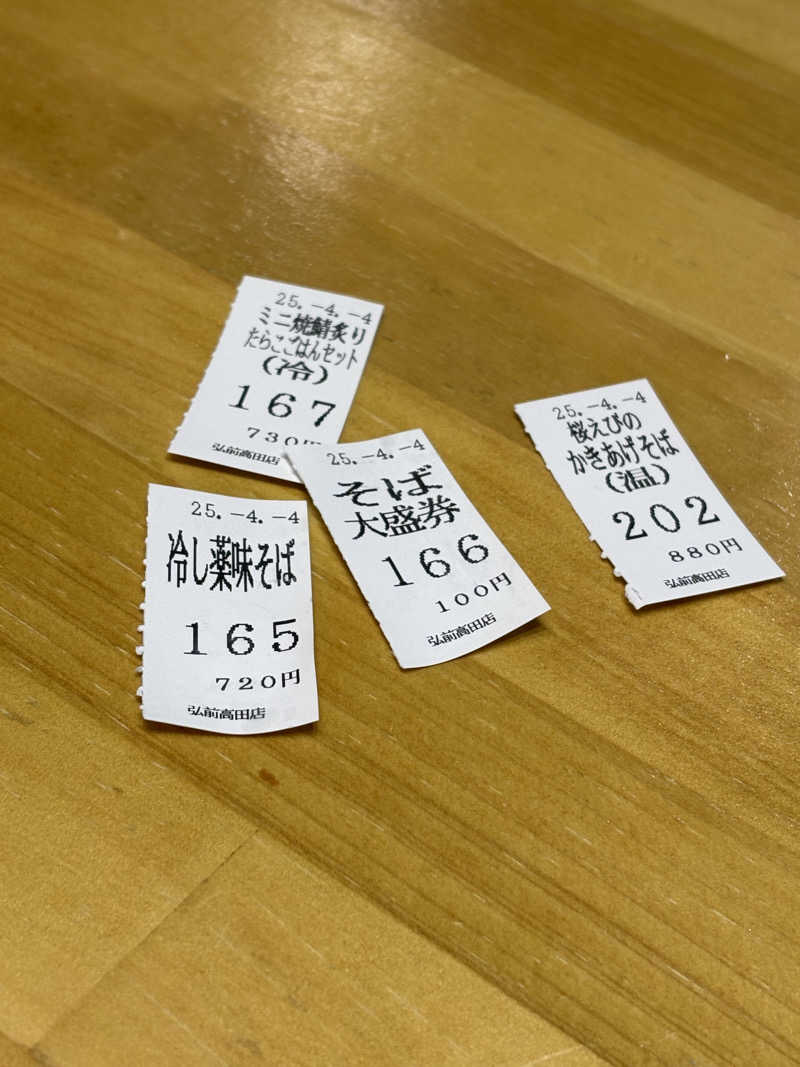 25.-4.-4
ミニ焼鯖炙り
たらこごはんセット
(冷)
167
730円
弘前高田店
25.-4.-4
冷し薬味そば
165
720円
弘前高田店
25.-4.-4
そば
大盛券
166
100円
弘前高田店
25.-4.-4
桜えびの
かきあげそば
(温)
202
880円
弘前高田店